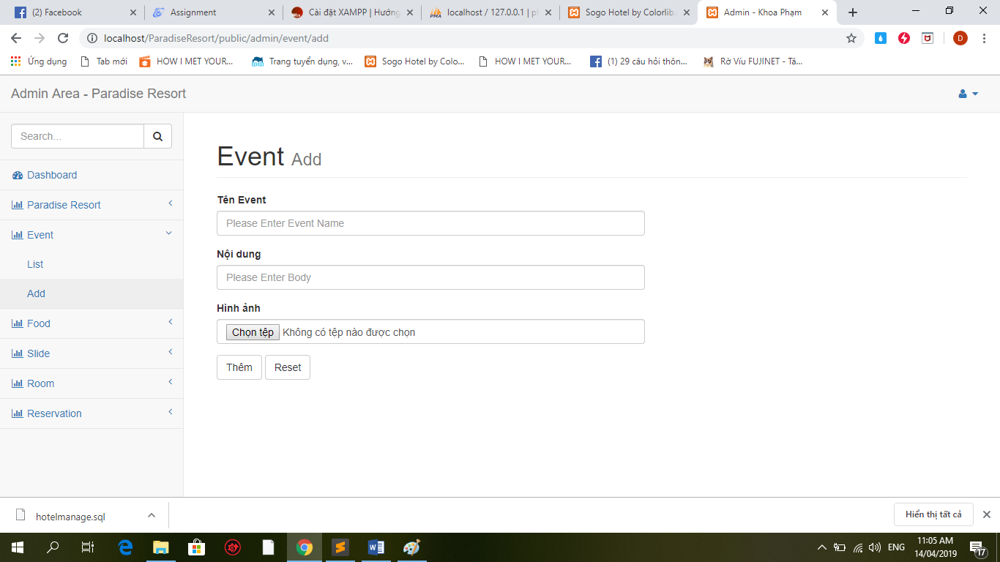 (2) Facebook
Assignment
Cài đặt XAMPP | Hướng
localhost / 127.0.0.1 | p
Sogo Hotel by Colorlib.
Admin - Khoa Phạm
localhost/ParadiseResort/public/admin/event/add
D
Ứng dụng
Tab mới
HOW I MET YOUR...
Trang tuyển dụng, v...
Sogo Hotel by Colo...
HOW I MET YOUR...
(1) 29 câu hỏi thôn...
Rờ Víu FUJINET - Tâ...
Admin Area - Paradise Resort
Search...
Dashboard
Paradise Resort
Event
List
Add
Food
Slide
Room
Reservation
Event Add
Tên Event
Please Enter Event Name
Nội dung
Please Enter Body
Hình ảnh
Chọn tệp Không có tệp nào được chọn
Thêm Reset
hotelmanage.sql
Hiển thị tất cả
ENG
11:05 AM
14/04/2019
17